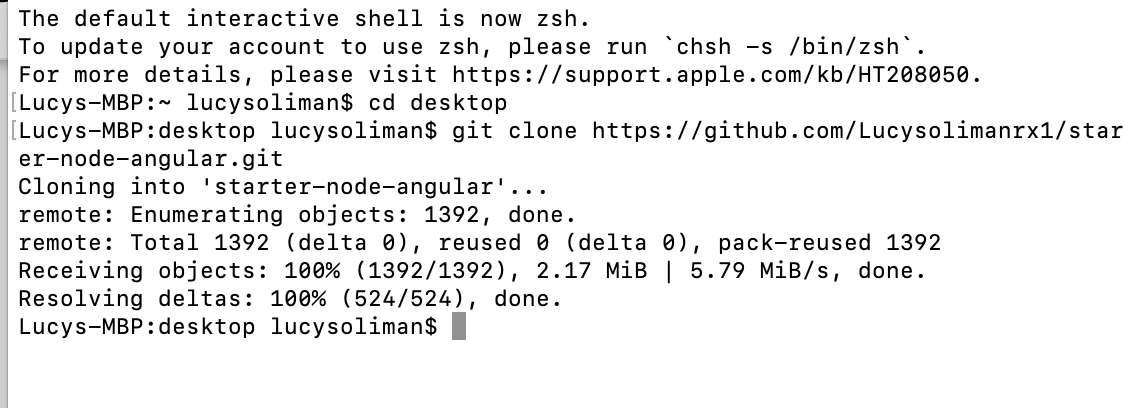 The default interactive shell is now zsh.
To update your account to use zsh, please run `chsh -s /bin/zsh`.
For more details, please visit https://support.apple.com/kb/HT208050.
[Lucys-MBP:~ lucysoliman$ cd desktop
[Lucys-MBP:desktop lucysoliman$ git clone https://github.com/Lucysolimanrx1/star
er-node-angular.git
Cloning into 'starter-node-angular'...
remote: Enumerating objects: 1392, done.
remote: Total 1392 (delta 0), reused 0 (delta 0), pack-reused 1392
Receiving objects: 100% (1392/1392), 2.17 MiB | 5.79 MiB/s, done.
Resolving deltas: 100% (524/524), done.
Lucys-MBP:desktop lucysoliman$